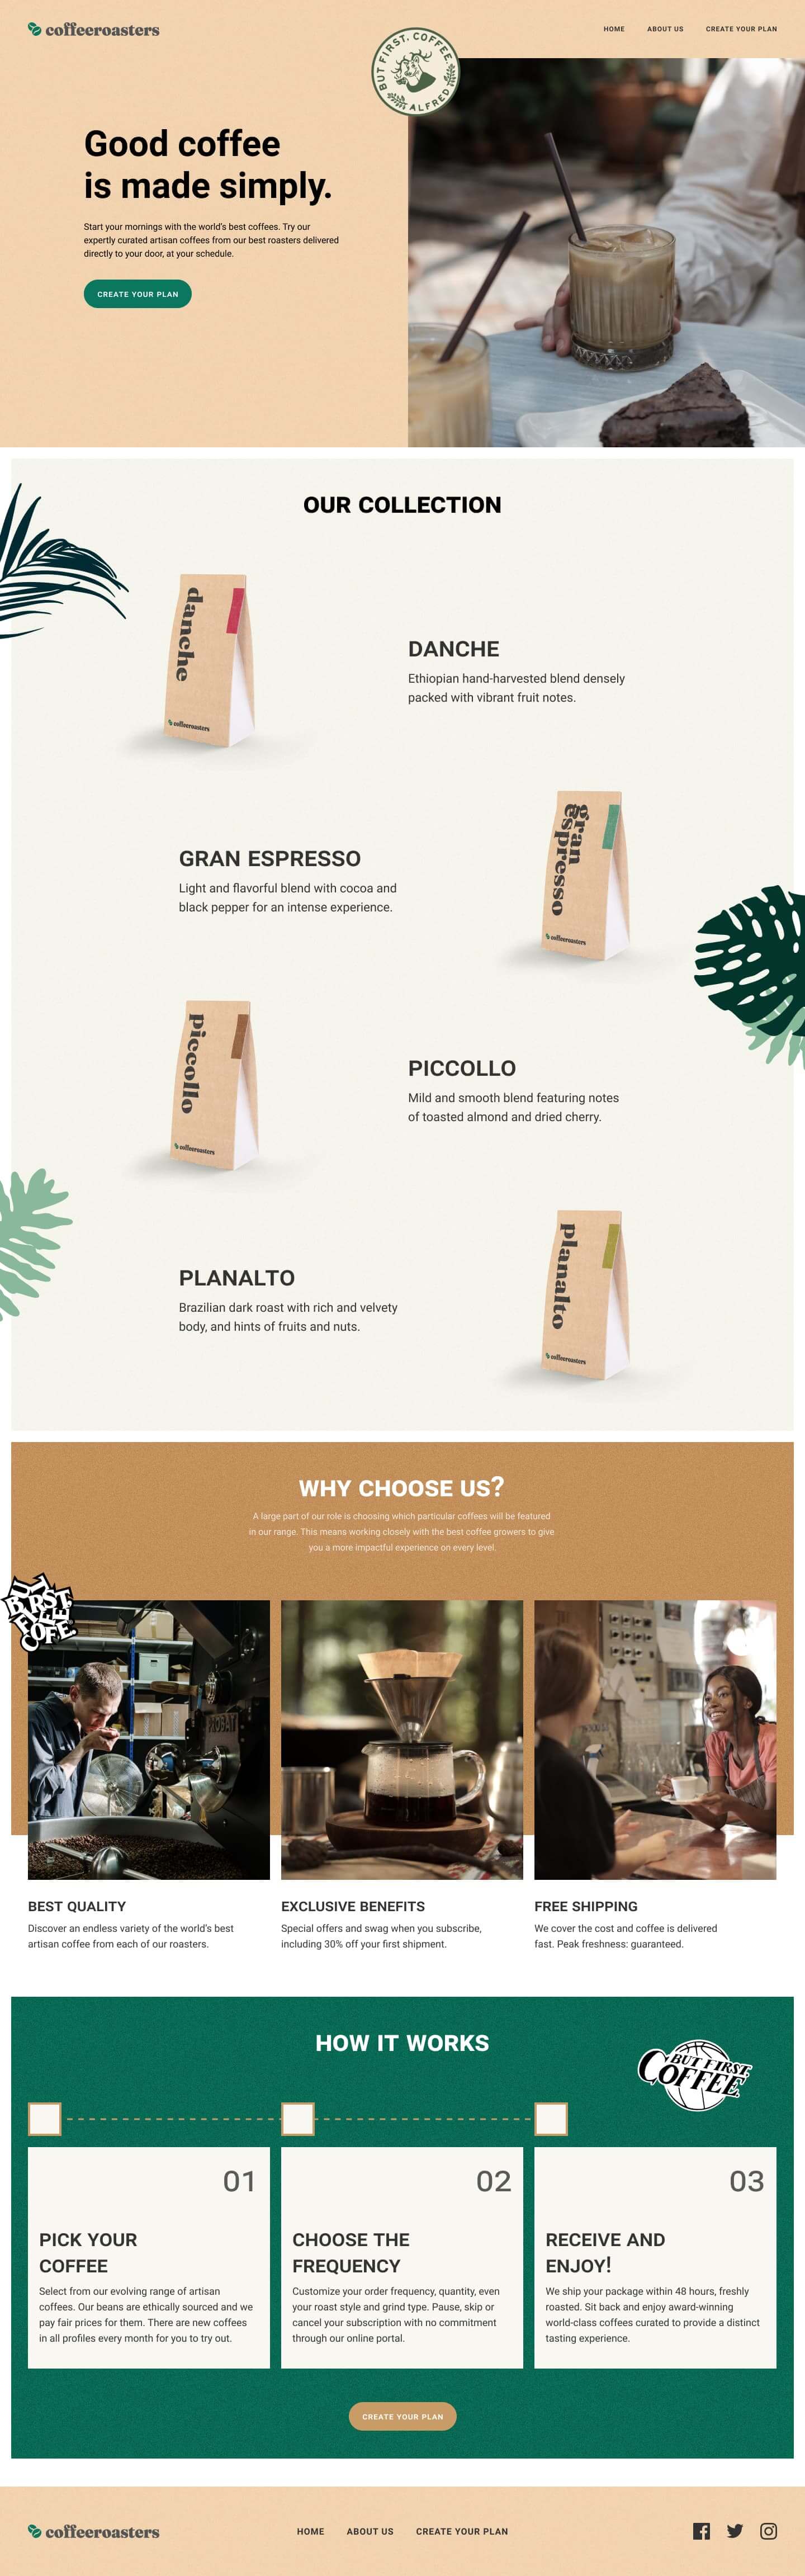 coffeeroasters
HOME ABOUT US CREATE YOUR PLAN
BUT FIRST, COFFEE
ALFRED
Good coffee
is made simply.
Start your mornings with the world's best coffees. Try our
expertly curated artisan coffees from our best roasters delivered
directly to your door, at your schedule.
CREATE YOUR PLAN
OUR COLLECTION
danche
coffeeroasters
DANCHE
Ethiopian hand-harvested blend densely
packed with vibrant fruit notes.
gran
espresso
coffeeroasters
GRAN ESPRESSO
Light and flavorful blend with cocoa and
black pepper for an intense experience.
piccollo
coffeeroasters
PICCOLLO
Mild and smooth blend featuring notes
of toasted almond and dried cherry.
planalto
coffeeroasters
PLANALTO
Brazilian dark roast with rich and velvety
body, and hints of fruits and nuts.
WHY CHOOSE US?
A large part of our role is choosing which particular coffees will be featured
in our range. This means working closely with the best coffee growers to give
you a more impactful experience on every level.
PROBAT
BEST QUALITY
Discover an endless variety of the world's best
artisan coffee from each of our roasters.
EXCLUSIVE BENEFITS
Special offers and swag when you subscribe,
including 30% off your first shipment.
FREE SHIPPING
We cover the cost and coffee is delivered
fast. Peak freshness: guaranteed.
HOW IT WORKS
BUT FIRST
COFFEE
01
PICK YOUR
COFFEE
Select from our evolving range of artisan
coffees. Our beans are ethically sourced and we
pay fair prices for them. There are new coffees
in all profiles every month for you to try out.
02
CHOOSE THE
FREQUENCY
Customize your order frequency, quantity, even
your roast style and grind type. Pause, skip or
cancel your subscription with no commitment
through our online portal.
03
RECEIVE AND
ENJOY!
We ship your package within 48 hours, freshly
roasted. Sit back and enjoy award-winning
world-class coffees curated to provide a distinct
tasting experience.
CREATE YOUR PLAN
coffeeroasters
HOME ABOUT US CREATE YOUR PLAN